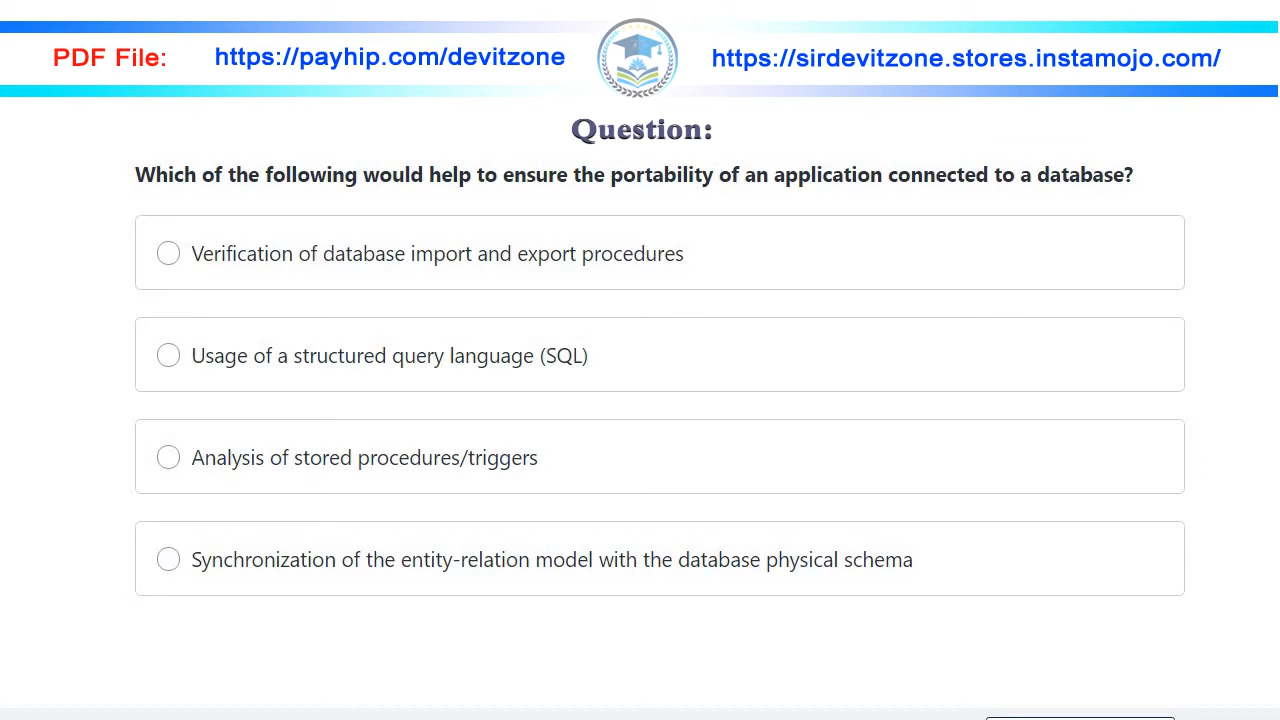 PDF File: https://payhip.com/devitzone https://sirdevitzone.stores.instamojo.com/
Question:
Which of the following would help to ensure the portability of an application connected to a database?
Verification of database import and export procedures
Usage of a structured query language (SQL)
Analysis of stored procedures/triggers
Synchronization of the entity-relation model with the database physical schema